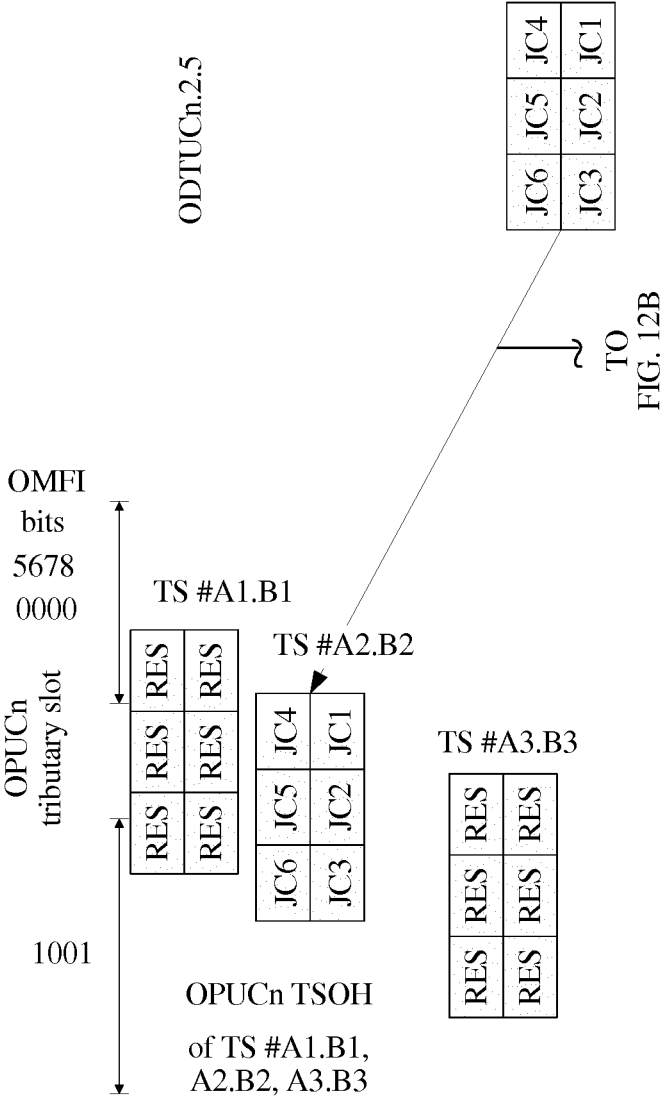 ODTUCn.2.5
JC4 JC1
JC5 JC2
JC6 JC3
TO
FIG. 12B
OMFI
bits
5678
0000
OPUCn
tributary slot
1001
TS #A1.B1
RES RES
RES RES
RES RES
TS #A2.B2
JC4 JC1
JC5 JC2
JC6 JC3
TS #A3.B3
RES RES
RES RES
RES RES
OPUCn TSOH
of TS #A1.B1,
A2.B2, A3.B3